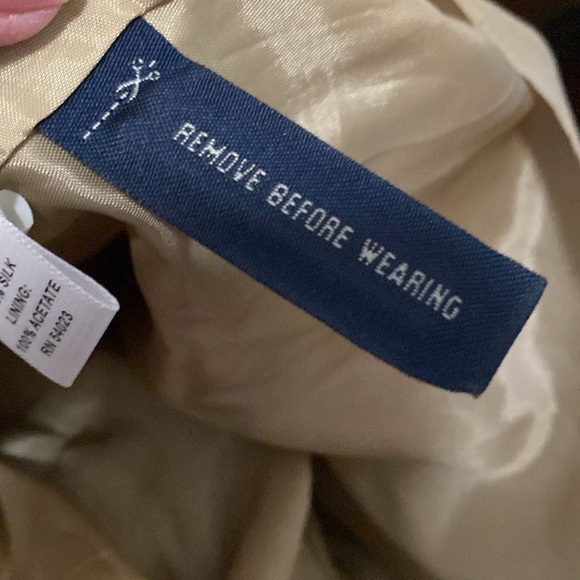 REMOVE BEFORE WEARING
SILK
LINING:
100% ACETATE
RN 54023